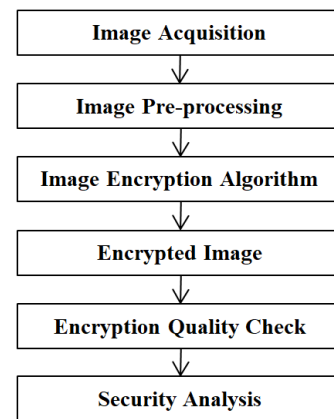 Image Acquisition
Image Pre-processing
Image Encryption Algorithm
Encrypted Image
Encryption Quality Check
Security Analysis